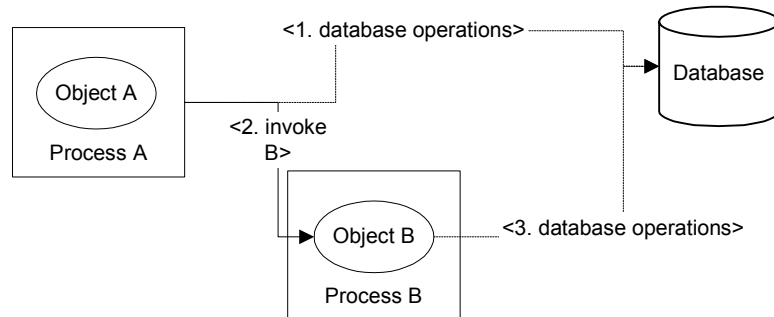 <1. database operations>
Database
Object A
<2. invoke
B>
Process A
Object B
<3. database operations>
Process B